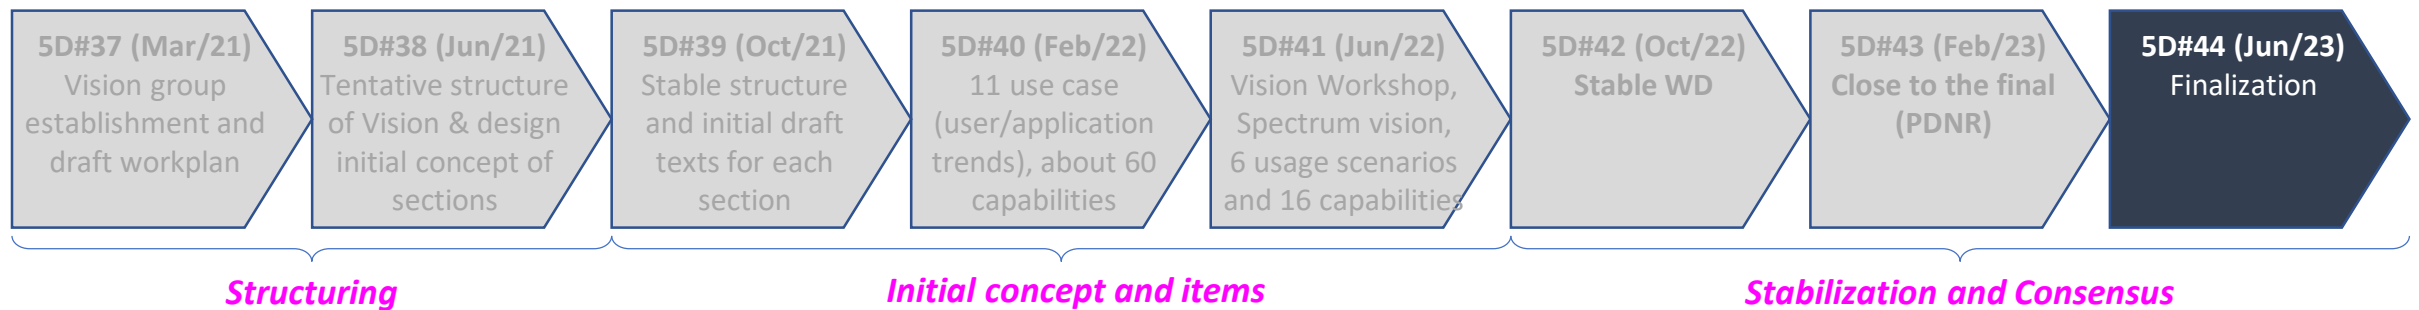 5D#37 (Mar/21)
Vision group
establishment and
draft workplan
5D#38 (Jun/21)
Tentative structure
of Vision & design
initial concept of
sections
5D#39 (Oct/21)
Stable structure
and initial draft
texts for each
section
5D#40 (Feb/22)
11 use case
(user/application
trends), about 60
capabilities
5D#41 (Jun/22)
Vision Workshop,
Spectrum vision,
6 usage scenarios
and 16 capabilities
5D#42 (Oct/22)
Stable WD
5D#43 (Feb/23)
Close to the final
(PDNR)
5D#44 (Jun/23)
Finalization
Structuring
Initial concept and items
Stabilization and Consensus